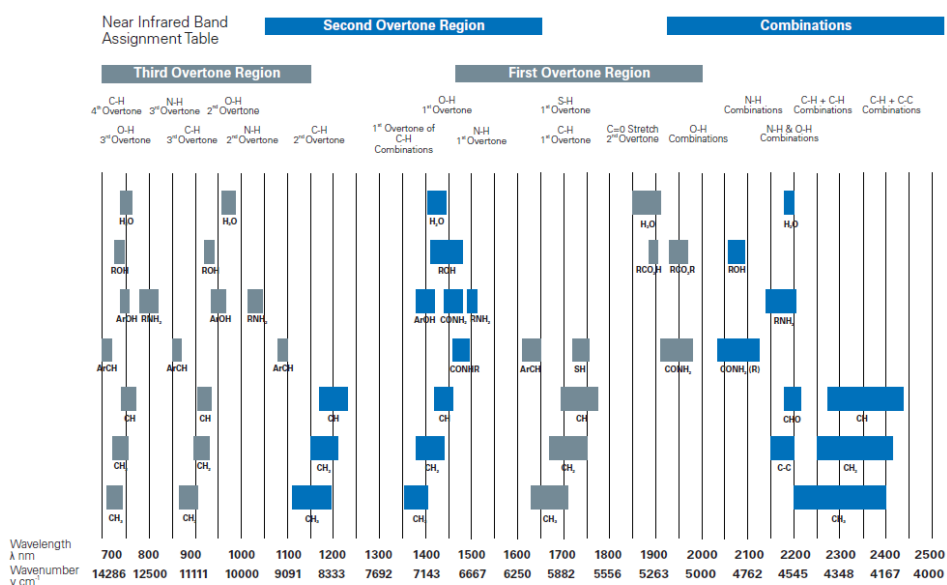 Near Infrared Band
Assignment Table
Second Overtone Region
Combinations
Third Overtone Region
First Overtone Region
C-H
4th Overtone
N-H
3rd Overtone
O-H
2nd Overtone
O-H
1st Overtone
S-H
1st Overtone
N-H
Combinations
C-H + C-H
Combinations
C-H + C-C
Combinations
O-H
3rd Overtone
C-H
3rd Overtone
N-H
2nd Overtone
C-H
2nd Overtone
1st Overtone of
C-H
Combinations
N-H
1st Overtone
C-H
1st Overtone
C=0 Stretch
2nd Overtone
O-H
Combinations
N-H & O-H
Combinations
H₂O H₂O H₂O H₂O H₂O
ROH ROH ROH RCO₂H RCO₂R ROH
ArOH RNH₂ ArOH RNH₂ ArOH CONH₂ RNH₂ RNH₂
ArCH ArCH ArCH CONHR ArCH SH CONH₂ CONH₂(R)
CH CH CH CH CH CHO CH
CH₂ CH₂ CH₂ CH₂ CH₂ C-C CH₂
CH₃ CH₃ CH₃ CH₃ CH₃ CH₃
Wavelength
λ nm
700 800 900 1000 1100 1200 1300 1400 1500 1600 1700 1800 1900 2000 2100 2200 2300 2400 2500
Wavenumber
v cm⁻¹
14286 12500 11111 10000 9091 8333 7692 7143 6667 6250 5882 5556 5263 5000 4762 4545 4348 4167 4000